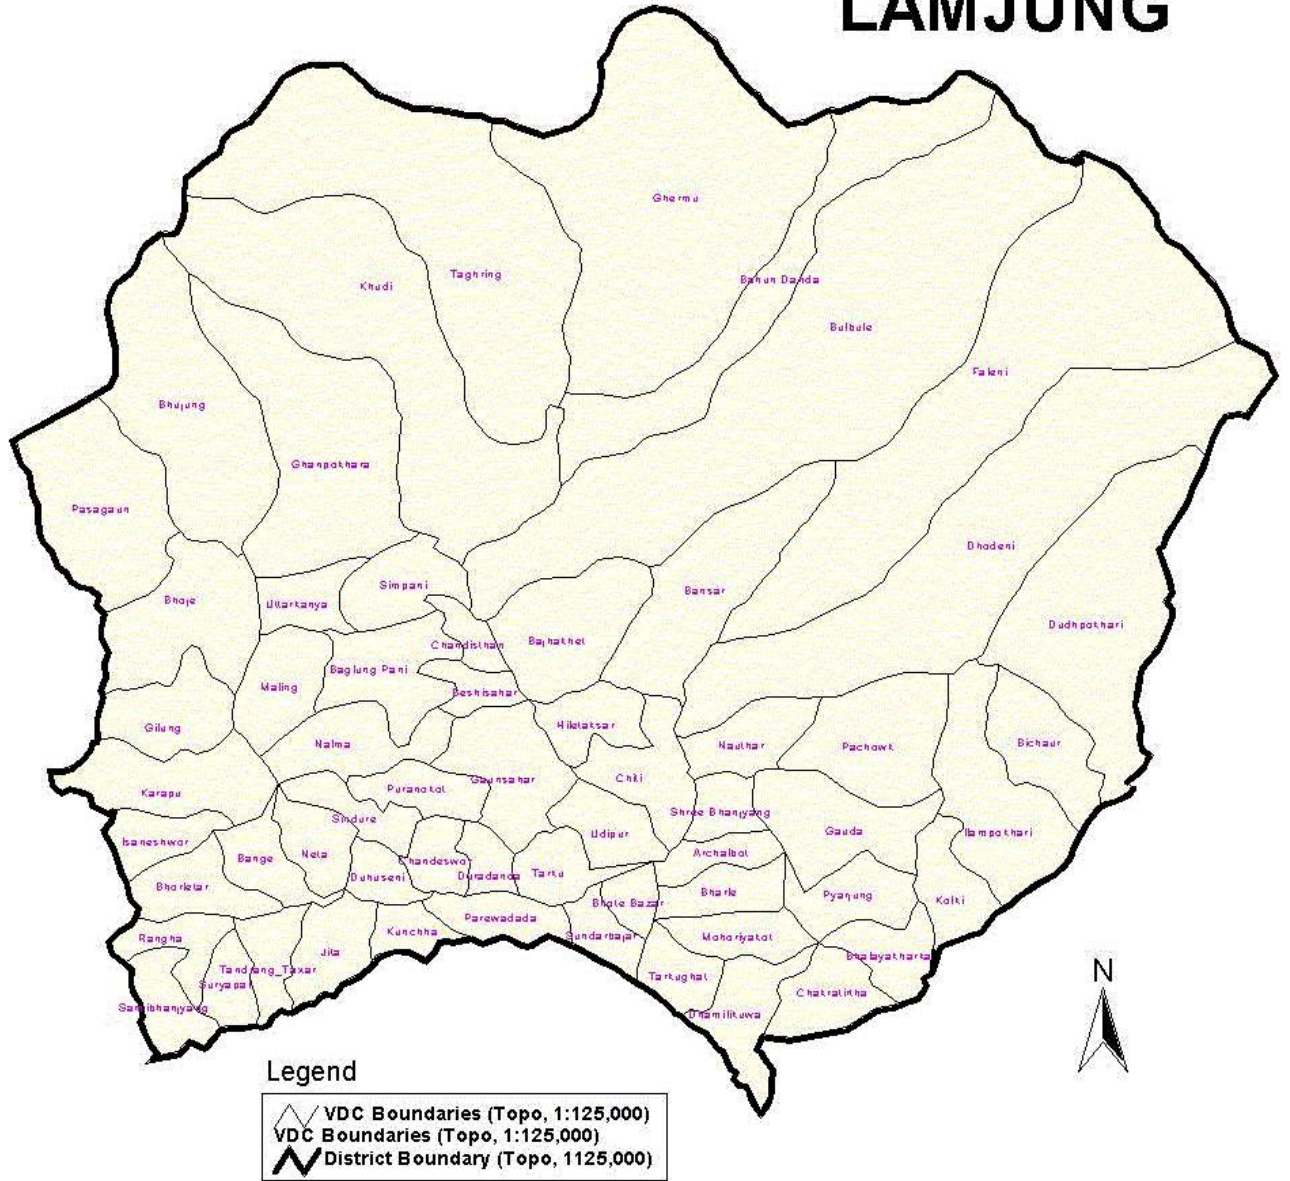 LAMJUNG
Ghermu
Taghring
Bahun Danda
Khudi
Bulbule
Faleni
Bhujung
Ghanpokhara
Pasagaun
Dhodeni
Simpani
Bansar
Bhoje
Uttarkanya
Dudhpokhari
Bajhakhet
Chandisthan
Baglung Pani
Maling
Beshisahar
Gilung
Hiletaksar
Nalma
Nauthar
Pachowk
Bichaur
Gaunsahar
Chiti
Puranokot
Karapu
Shree Bhanjyang
Sindure
Udipur
Gauda
Ilampokhari
Isaneshwor
Archalbot
Neta
Bange
Chandeswo
Duradanda
Tarku
Duhuseni
Bhorletar
Bharte
Pyarjung
Kolki
Bhote Bazar
Parewadada
Kunchha
Sundarbajar
Mohoriyakot
Rangha
Jita
Bhalayakharka
Tandrang_Taxar
Tarkughat
Suryapal
Chakratirtha
Samibhanjyang
Dhamilikuwa
N
Legend
VDC Boundaries (Topo, 1:125,000)
VDC Boundaries (Topo, 1:125,000)
District Boundary (Topo, 1125,000)